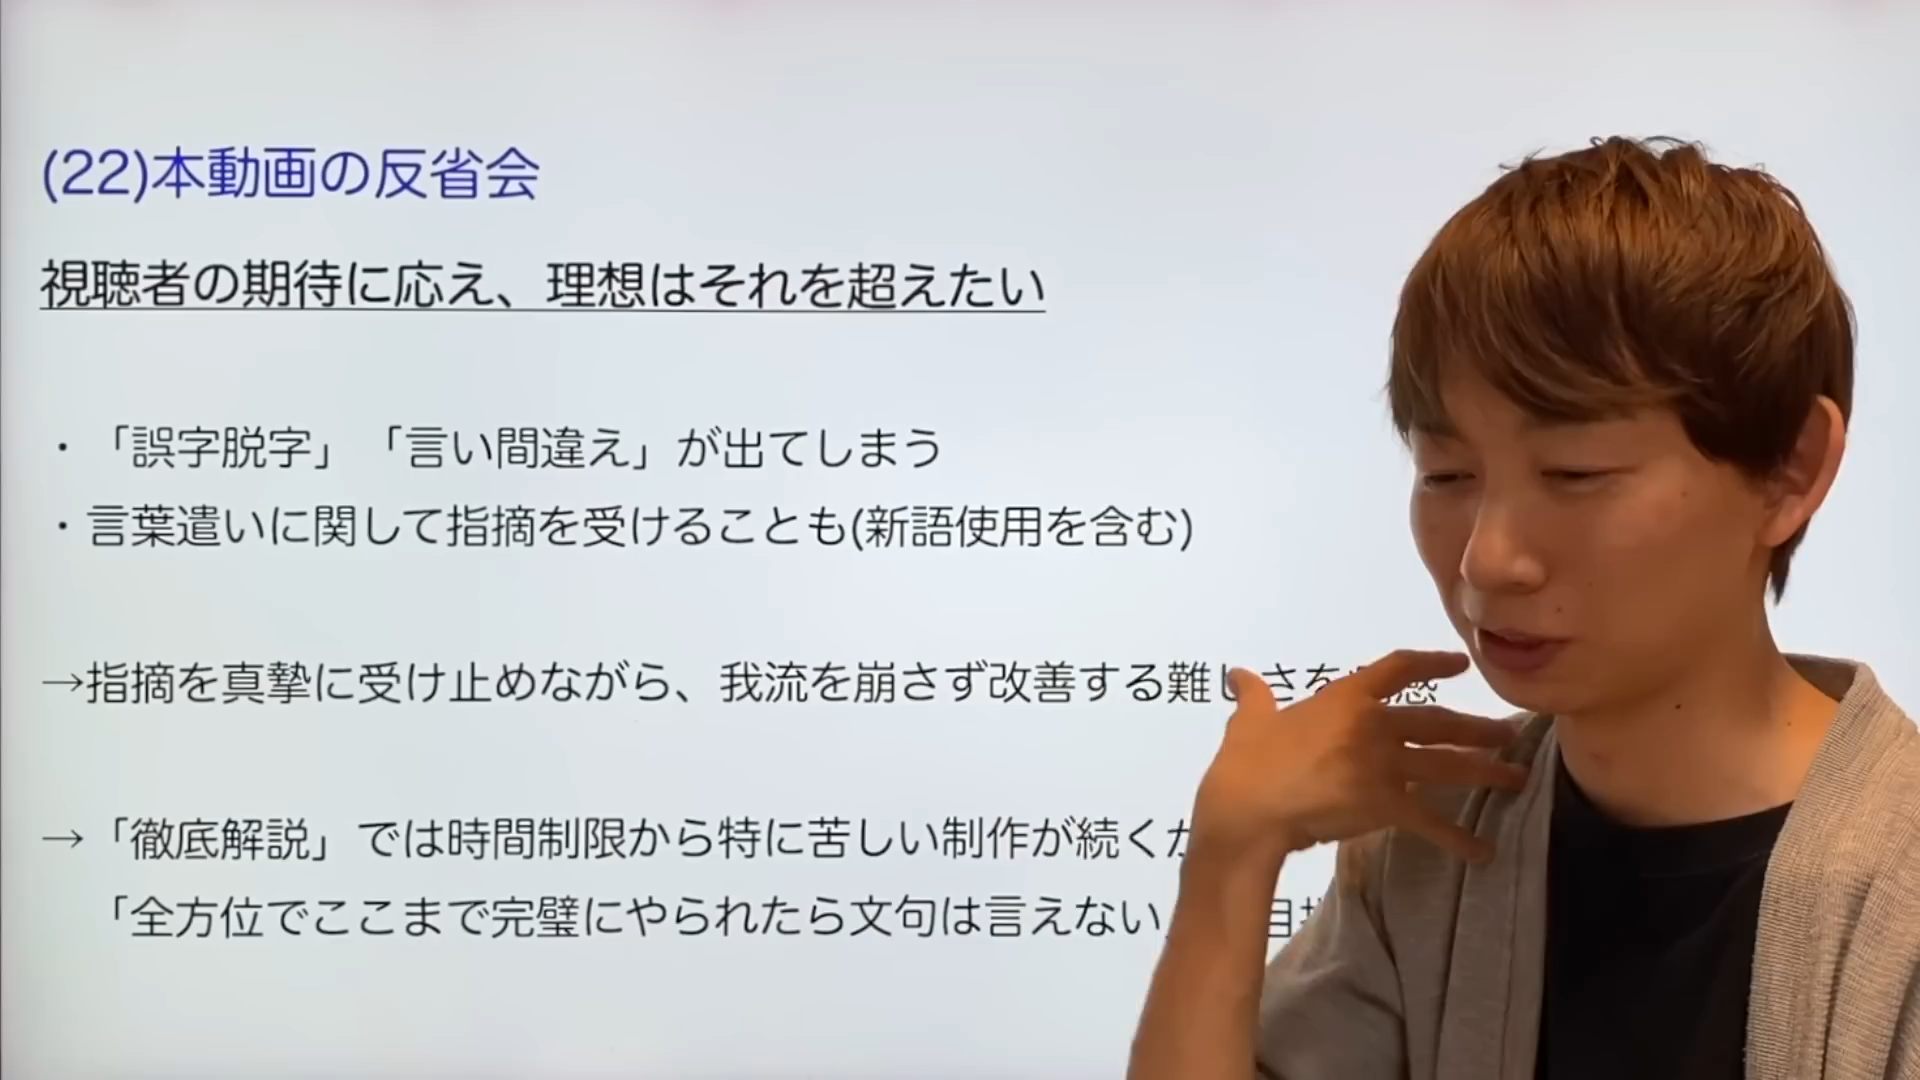 (22)本動画の反省会
視聴者の期待に応え、理想はそれを超えたい
・「誤字脱字」「言い間違え」が出てしまう
・言葉遣いに関して指摘を受けることも(新語使用を含む)
→指摘を真摯に受け止めながら、我流を崩さず改善する難しさを
→「徹底解説」では時間制限から特に苦しい制作が続くが
「全方位でここまで完璧にやられたら文句は言えない」